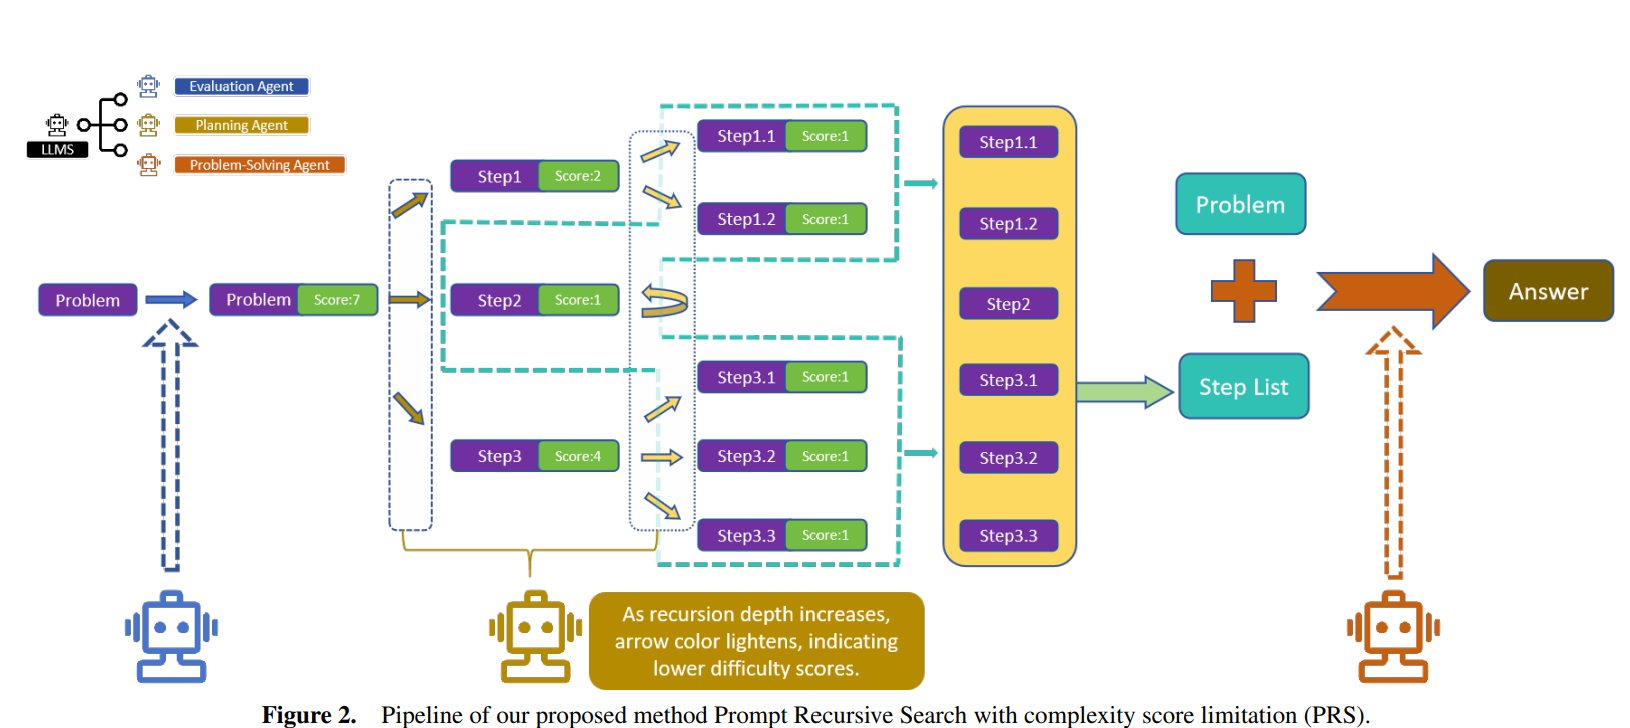 Evaluation Agent
Planning Agent
LLMS
Problem-Solving Agent
Problem
Problem Score:7
Step1 Score:2
Step2 Score:1
Step3 Score:4
Step1.1 Score:1
Step1.2 Score:1
Step3.1 Score:1
Step3.2 Score:1
Step3.3 Score:1
Step1.1
Step1.2
Step2
Step3.1
Step3.2
Step3.3
Problem
Step List
Answer
As recursion depth increases,
arrow color lightens, indicating
lower difficulty scores.
Figure 2. Pipeline of our proposed method Prompt Recursive Search with complexity score limitation (PRS).